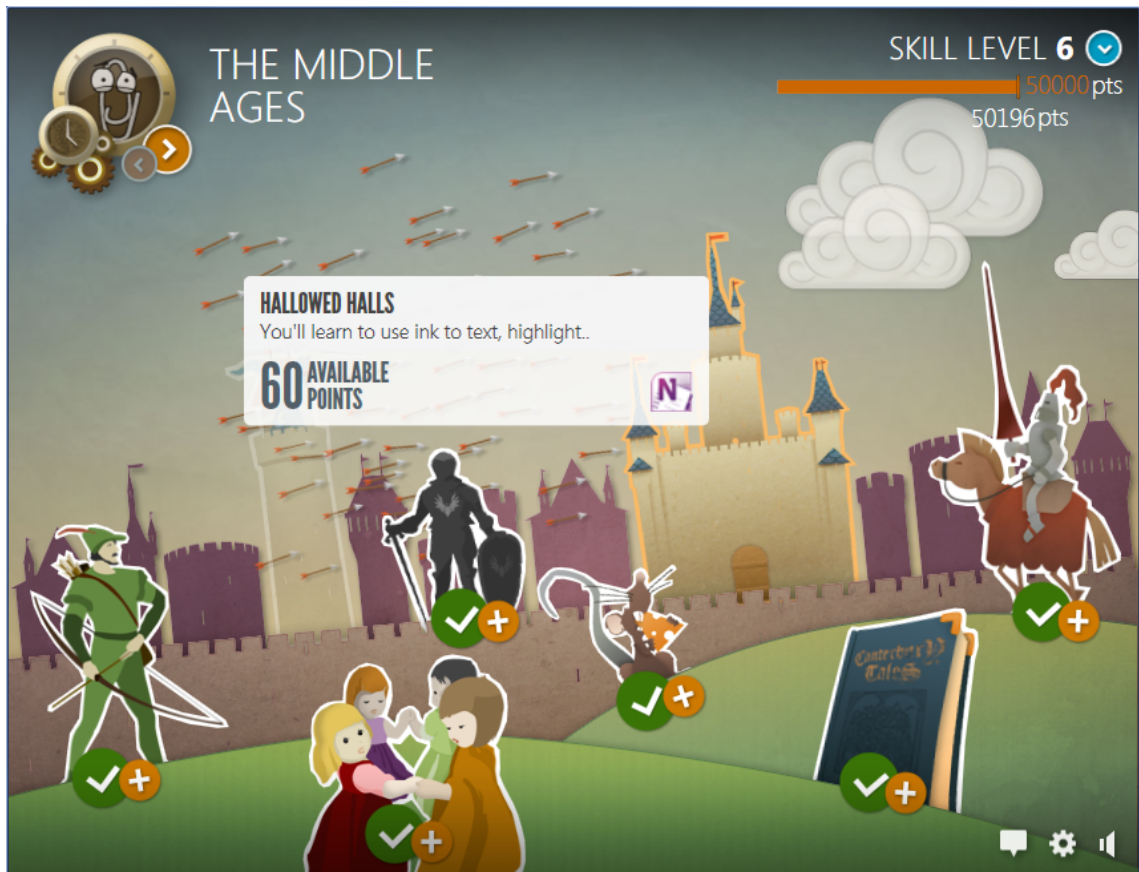 THE MIDDLE
AGES
SKILL LEVEL 6
50000 pts
50196 pts
HALLOWED HALLS
You'll learn to use ink to text, highlight..
60 AVAILABLE
POINTS
N
Canterbury
Tales